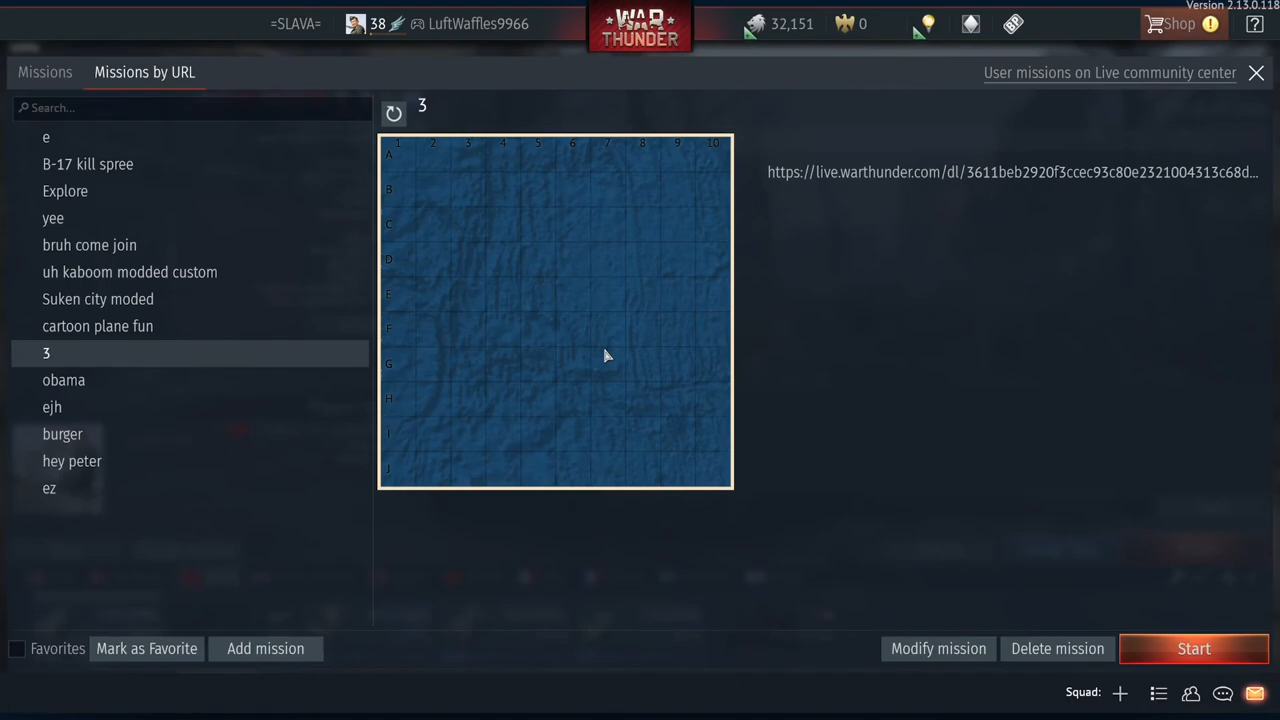 Version 2.13.0.118
=SLAVA=
38
LuftWaffles9966
WAR
THUNDER
32,151
0
BP
Shop
!
?
Missions
Missions by URL
User missions on Live community center
Search...
3
e
B-17 kill spree
Explore
yee
bruh come join
uh kaboom modded custom
Suken city moded
cartoon plane fun
3
obama
ejh
burger
hey peter
ez
1 2 3 4 5 6 7 8 9 10
A
B
C
D
E
F
G
H
I
J
https://live.warthunder.com/dl/3611beb2920f3ccec93c80e2321004313c68d...
Favorites
Mark as Favorite
Add mission
Modify mission
Delete mission
Start
Squad: